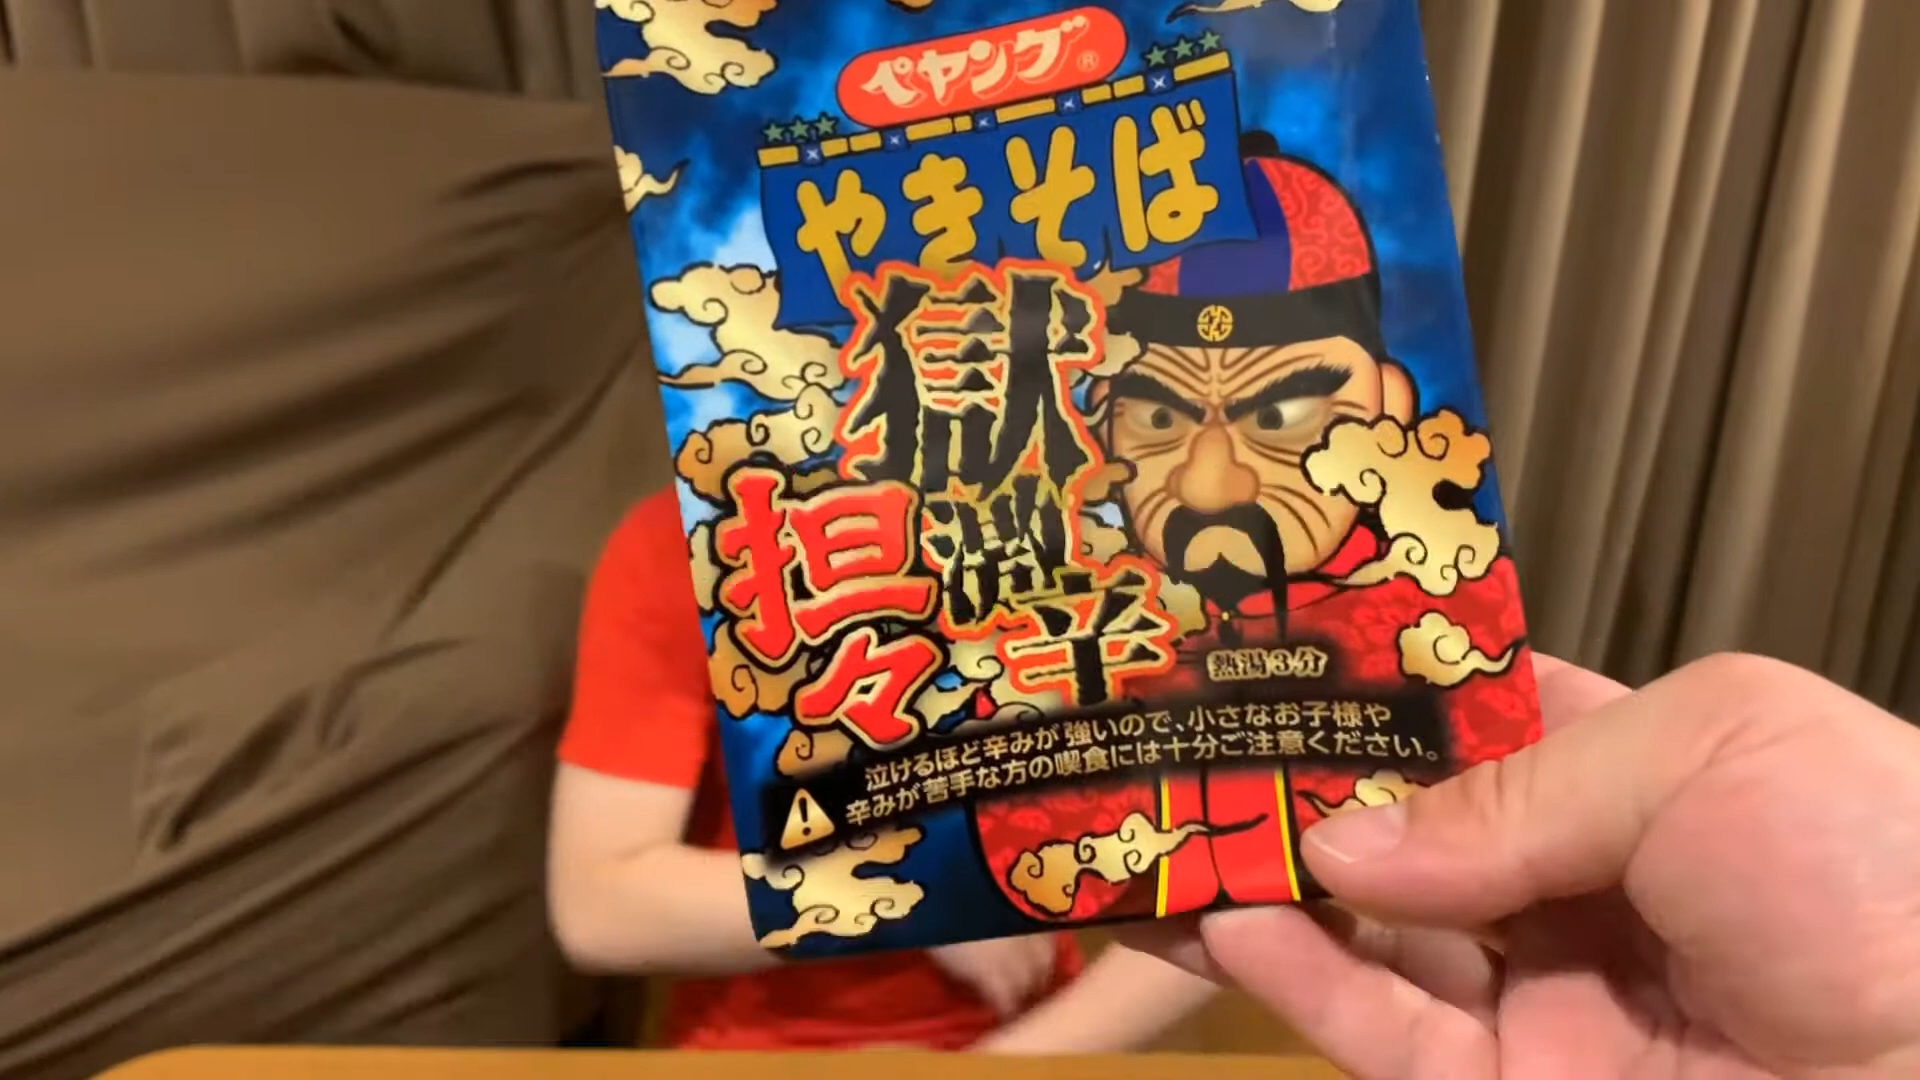 ペヤング®
やきそば
獄激辛
担々
熱湯3分
泣けるほど辛みが強いので、小さなお子様や
辛みが苦手な方の喫食には十分ご注意ください。